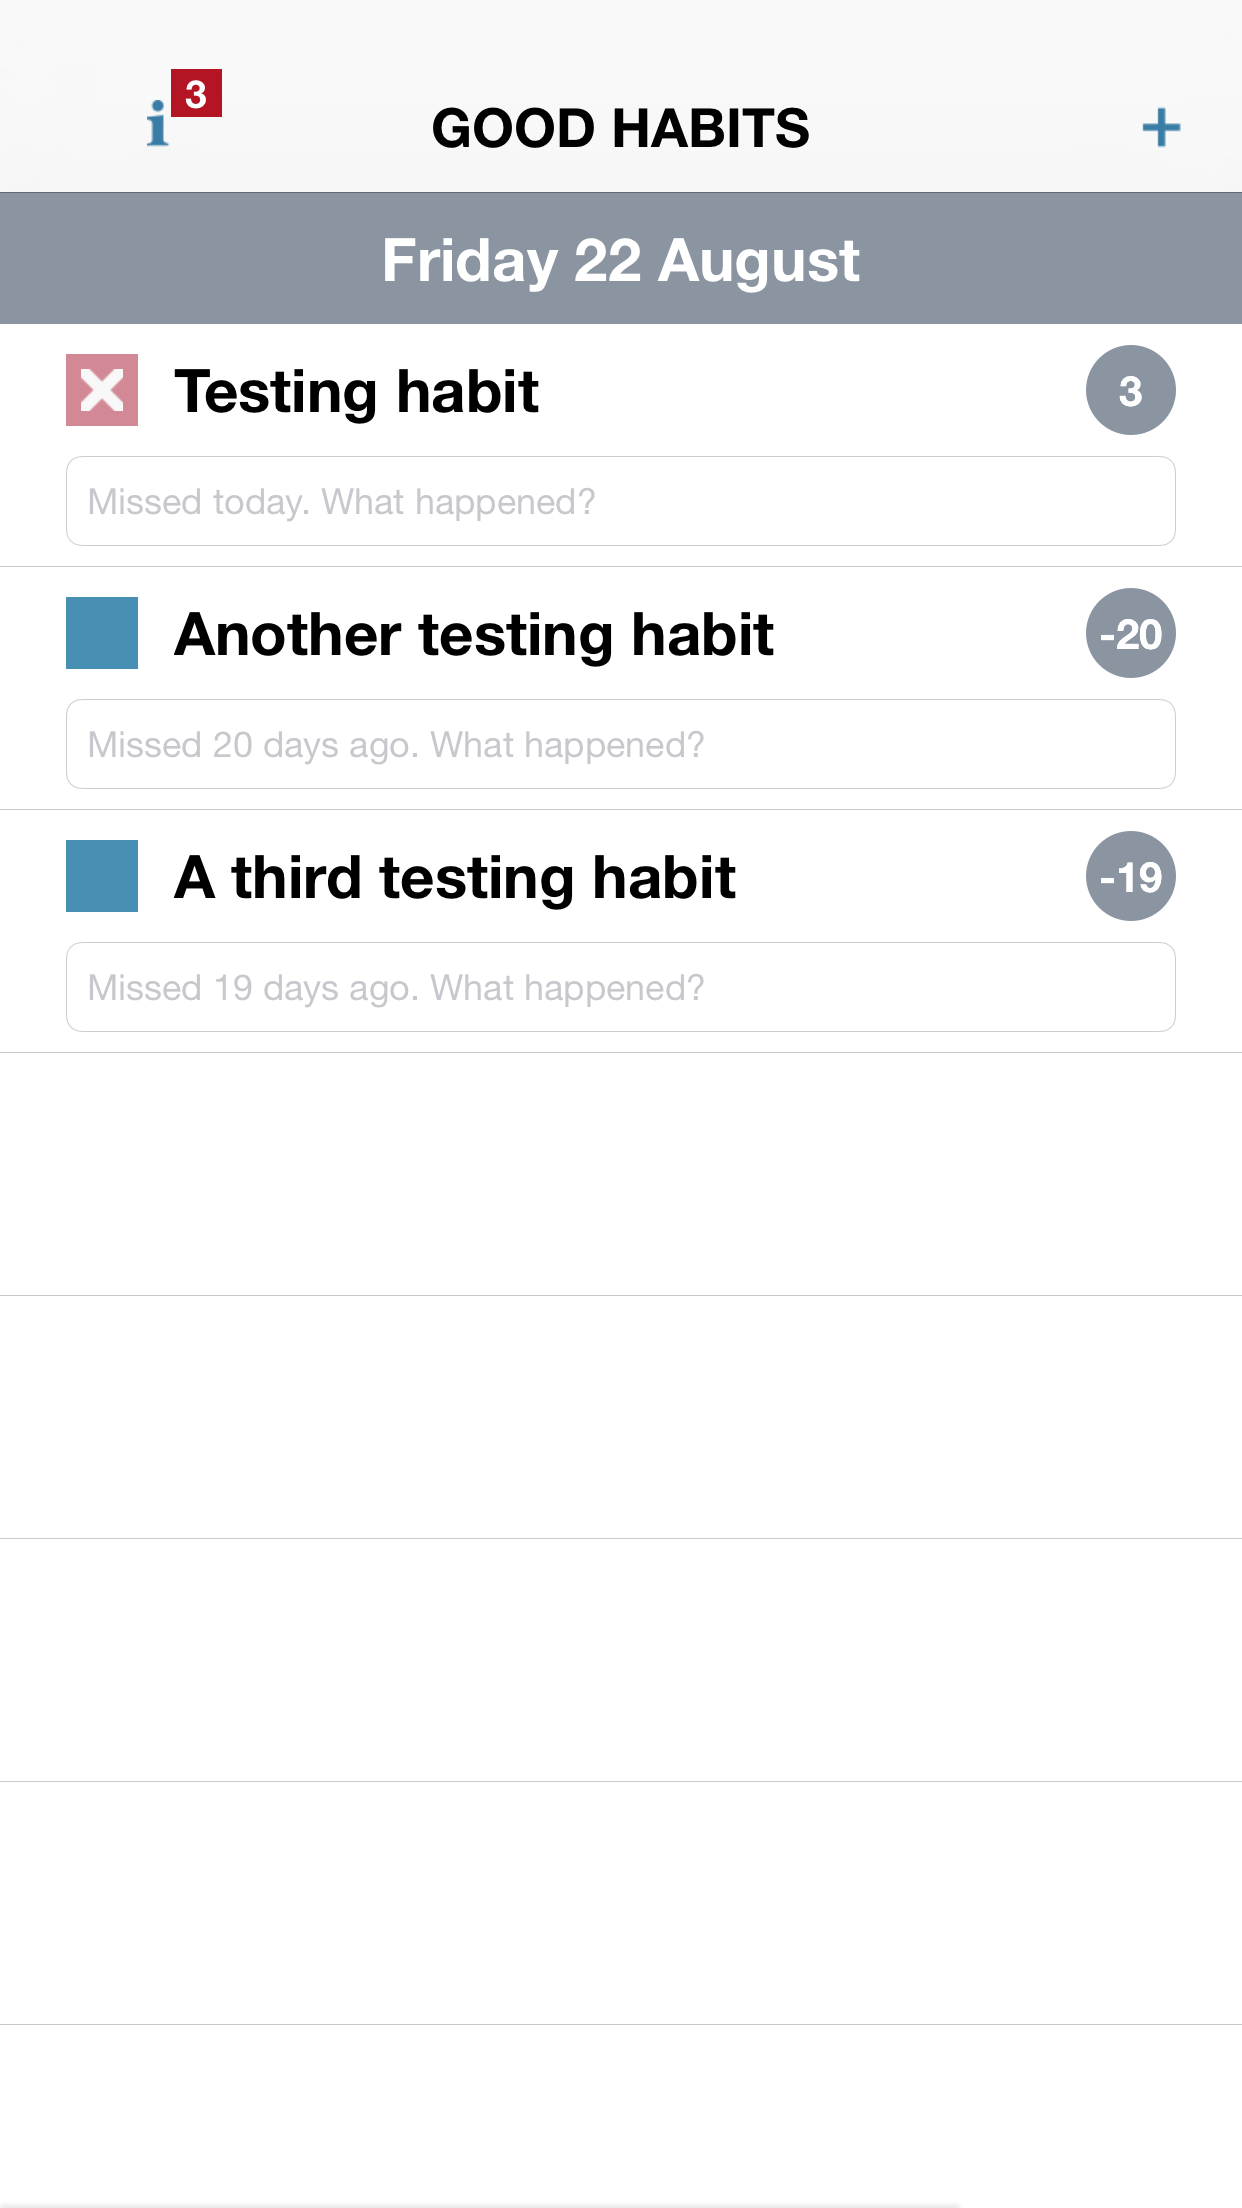 i 3
GOOD HABITS
+
Friday 22 August
Testing habit
3
Missed today. What happened?
Another testing habit
-20
Missed 20 days ago. What happened?
A third testing habit
-19
Missed 19 days ago. What happened?